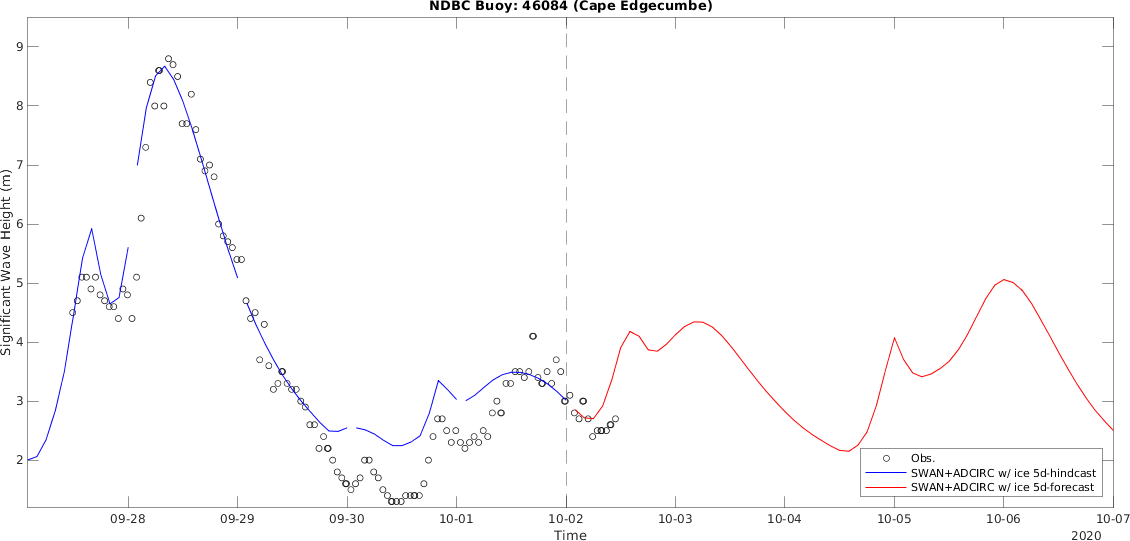 NDBC Buoy: 46084 (Cape Edgecumbe)
Significant Wave Height (m)
9
8
7
6
5
4
3
2
Obs.
SWAN+ADCIRC w/ ice 5d-hindcast
SWAN+ADCIRC w/ ice 5d-forecast
09-28 09-29 09-30 10-01 10-02 10-03 10-04 10-05 10-06 10-07
Time 2020